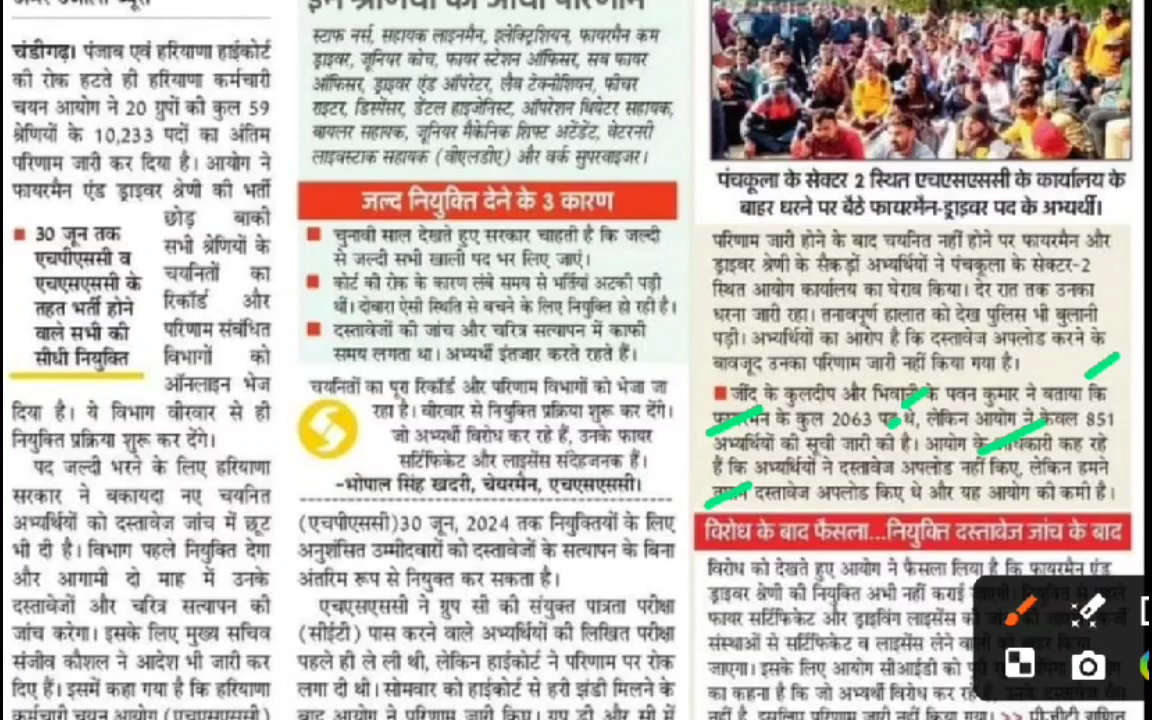 चंडीगढ़। पंजाब एवं हरियाणा हाईकोर्ट
की रोक हटते ही हरियाणा कर्मचारी
चयन आयोग ने 20 ग्रुपों की कुल 59
श्रेणियों के 10,233 पदों का अंतिम
परिणाम जारी कर दिया है। आयोग ने
फायरमैन एंड ड्राइवर श्रेणी की भर्ती
छोड़ बाकी
सभी श्रेणियों के
चयनितों का
रिकॉर्ड और
परिणाम संबंधित
विभागों को
ऑनलाइन भेज
30 जून तक
एचपीएससी व
एचएसएससी के
तहत भर्ती होने
वाले सभी की
सीधी नियुक्ति
दिया है। ये विभाग वीरवार से ही
नियुक्ति प्रक्रिया शुरू कर देंगे।
पद जल्दी भरने के लिए हरियाणा
सरकार ने बकायदा नए चयनित
अभ्यर्थियों को दस्तावेज जांच में छूट
भी दी है। विभाग पहले नियुक्ति देगा
और आगामी दो माह में उनके
दस्तावेजों और चरित्र सत्यापन की
जांच करेगा। इसके लिए मुख्य सचिव
संजीव कौशल ने आदेश भी जारी कर
दिए हैं। इसमें कहा गया है कि हरियाणा
कर्मचारी चयन आयोग (एचएसएससी)
स्टाफ नर्स, सहायक लाइनमैन, इलेक्ट्रिशियन, फायरमैन कम
ड्राइवर, जूनियर कोच, फायर स्टेशन ऑफिसर, सब फायर
ऑफिसर, ड्राइवर एंड ऑपरेटर, लैब टेक्नीशियन, फीचर
राइटर, डिस्पेंसर, डेंटल हाइजेनिस्ट, ऑपरेशन थियेटर सहायक,
बायलर सहायक, जूनियर मैकेनिक शिफ्ट अटेंडेंट, वेटरनरी
लाइवस्टाक सहायक (वीएलडीए) और वर्क सुपरवाइजर।
जल्द नियुक्ति देने के 3 कारण
चुनावी साल देखते हुए सरकार चाहती है कि जल्दी
से जल्दी सभी खाली पद भर लिए जाएं।
कोर्ट की रोक के कारण लंबे समय से भर्तियां अटकी पड़ी
थीं। दोबारा ऐसी स्थिति से बचने के लिए नियुक्ति हो रही है।
दस्तावेजों की जांच और चरित्र सत्यापन में काफी
समय लगता था। अभ्यर्थी इंतजार करते रहते हैं।
चयनितों का पूरा रिकॉर्ड और परिणाम विभागों को भेजा जा
रहा है। वीरवार से नियुक्ति प्रक्रिया शुरू कर देंगे।
जो अभ्यर्थी विरोध कर रहे हैं, उनके फायर
सर्टिफिकेट और लाइसेंस संदेहजनक हैं।
-भोपाल सिंह खदरी, चेयरमैन, एचएसएससी।
(एचपीएससी)30 जून, 2024 तक नियुक्तियों के लिए
अनुशंसित उम्मीदवारों को दस्तावेजों के सत्यापन के बिना
अंतरिम रूप से नियुक्त कर सकता है।
एचएसएससी ने ग्रुप सी की संयुक्त पात्रता परीक्षा
(सीईटी) पास करने वाले अभ्यर्थियों की लिखित परीक्षा
पहले ही ले ली थी, लेकिन हाईकोर्ट ने परिणाम पर रोक
लगा दी थी। सोमवार को हाईकोर्ट से हरी झंडी मिलने के
बाद आयोग ने परिणाम जारी किए। ग्रुप डी और सी में
पंचकूला के सेक्टर 2 स्थित एचएसएससी के कार्यालय के
बाहर धरने पर बैठे फायरमैन-ड्राइवर पद के अभ्यर्थी।
परिणाम जारी होने के बाद चयनित नहीं होने पर फायरमैन और
ड्राइवर श्रेणी के सैकड़ों अभ्यर्थियों ने पंचकूला के सेक्टर-2
स्थित आयोग कार्यालय का घेराव किया। देर रात तक उनका
धरना जारी रहा। तनावपूर्ण हालात को देख पुलिस भी बुलानी
पड़ी। अभ्यर्थियों का आरोप है कि दस्तावेज अपलोड करने के
बावजूद उनका परिणाम जारी नहीं किया गया है।
जींद के कुलदीप और भिवानी के पवन कुमार ने बताया कि
फायरमैन के कुल 2063 पद थे, लेकिन आयोग ने केवल 851
अभ्यर्थियों की सूची जारी की है। आयोग के अधिकारी कह रहे
हैं कि अभ्यर्थियों ने दस्तावेज अपलोड नहीं किए, लेकिन हमने
दस्तावेज अपलोड किए थे और यह आयोग की कमी है।
विरोध के बाद फैसला...नियुक्ति दस्तावेज जांच के बाद
विरोध को देखते हुए आयोग ने फैसला लिया है कि फायरमैन एंड
ड्राइवर श्रेणी की नियुक्ति अभी नहीं कराई
फायर सर्टिफिकेट और ड्राइविंग लाइसेंस की
संस्थाओं से सर्टिफिकेट व लाइसेंस लेने
जाएगा। इसके लिए आयोग सीआईडी को
का कहना है कि जो अभ्यर्थी विरोध कर